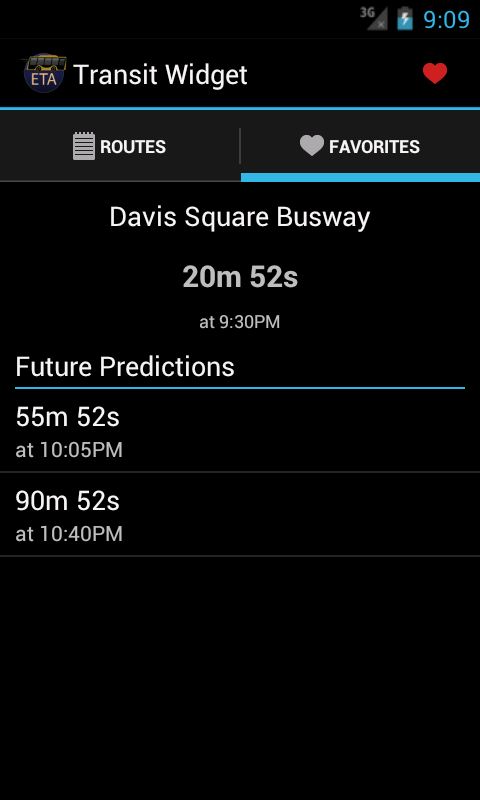 3G
9:09
ETA
Transit Widget
ROUTES
FAVORITES
Davis Square Busway
20m 52s
at 9:30PM
Future Predictions
55m 52s
at 10:05PM
90m 52s
at 10:40PM